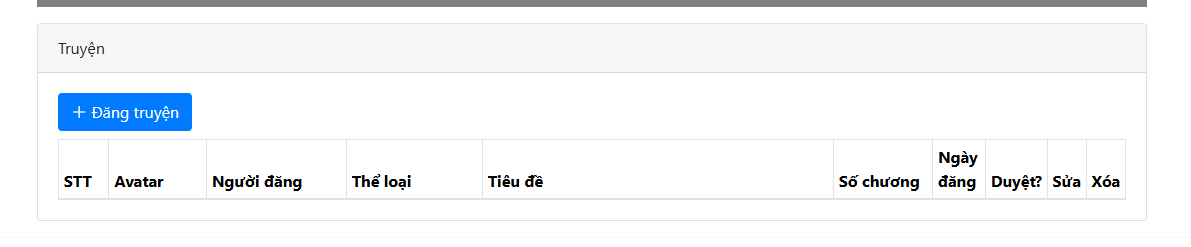 Truyện
+ Đăng truyện
STT Avatar Người đăng Thể loại Tiêu đề Số chương Ngày đăng Duyệt? Sửa Xóa